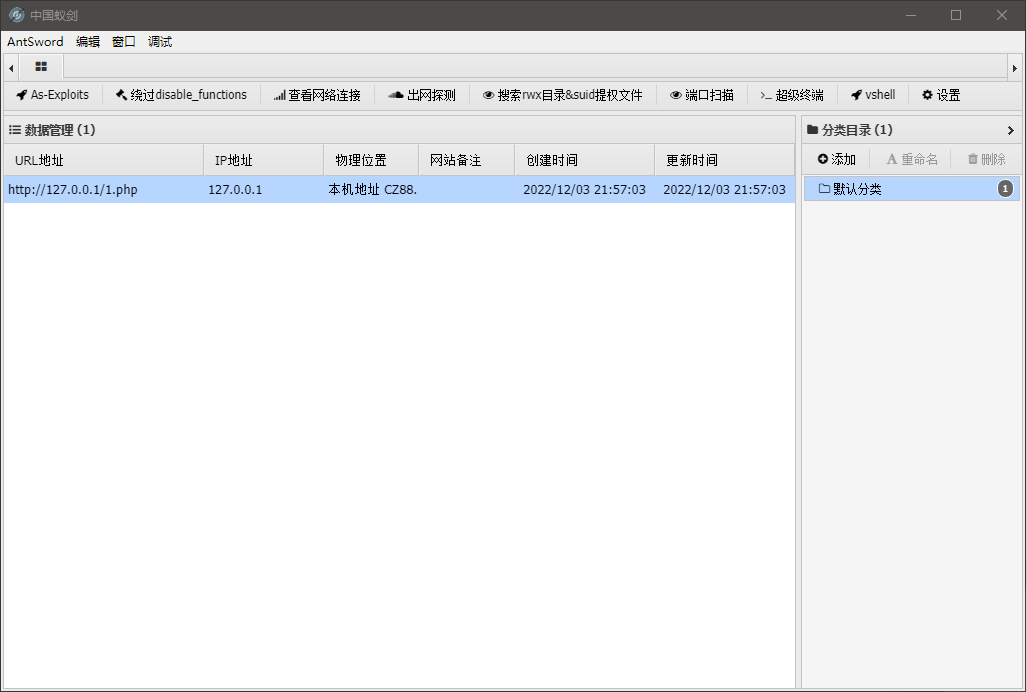 中国蚁剑
AntSword 编辑 窗口 调试
As-Exploits 绕过disable_functions 查看网络连接 出网探测 搜索rwx目录&suid提权文件 端口扫描 >_ 超级终端 vshell 设置
数据管理 (1)
URL地址 IP地址 物理位置 网站备注 创建时间 更新时间
http://127.0.0.1/1.php 127.0.0.1 本机地址 CZ88. 2022/12/03 21:57:03 2022/12/03 21:57:03
分类目录 (1)
添加 重命名 删除
默认分类 1